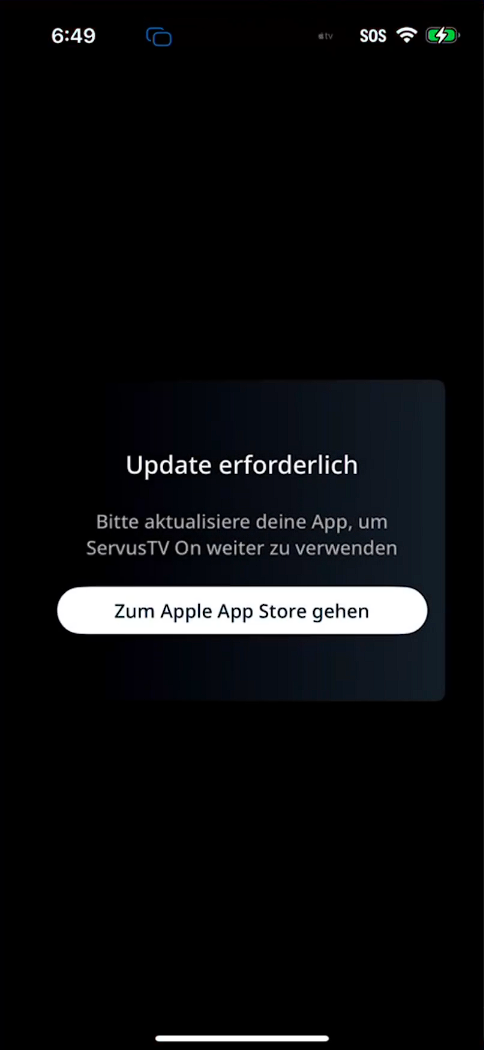 6:49
tv
SOS
Update erforderlich
Bitte aktualisiere deine App, um
ServusTV On weiter zu verwenden
Zum Apple App Store gehen